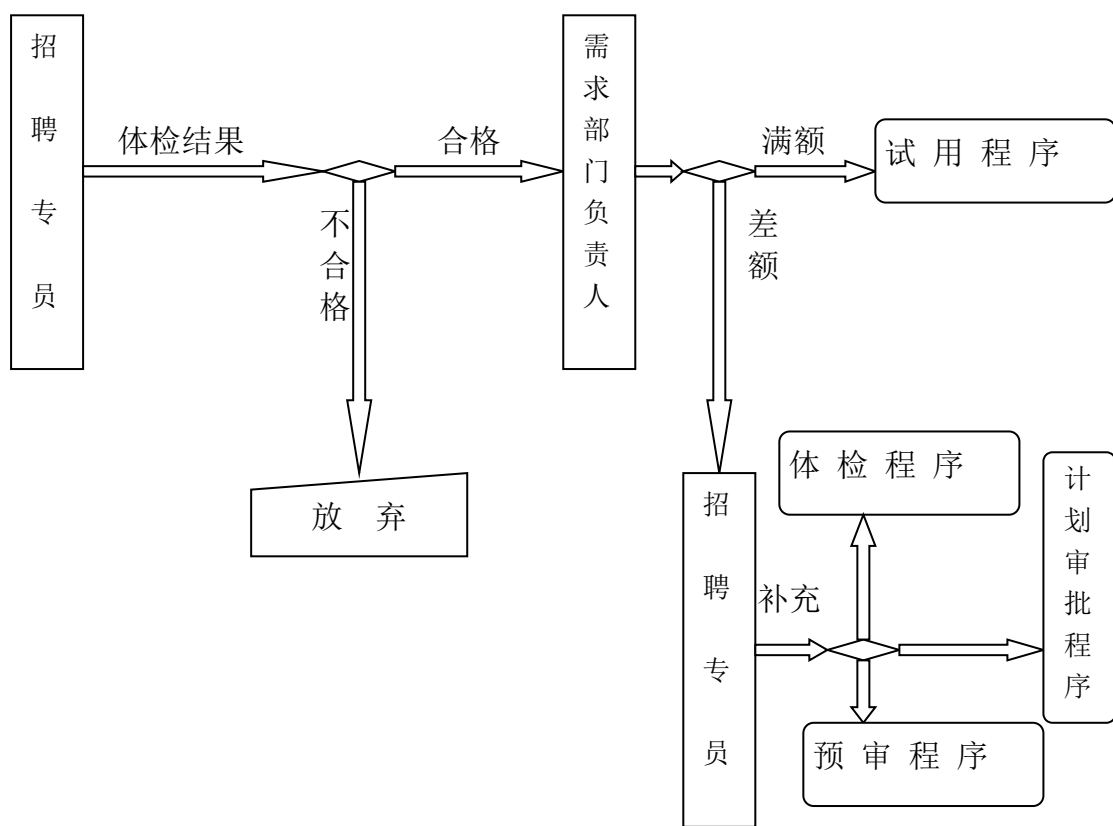 招聘专员
体检结果
合格
不合格
放 弃
需求部门负责人
满额
试 用 程 序
差额
招聘专员
补充
体 检 程 序
计划审批程序
预 审 程 序